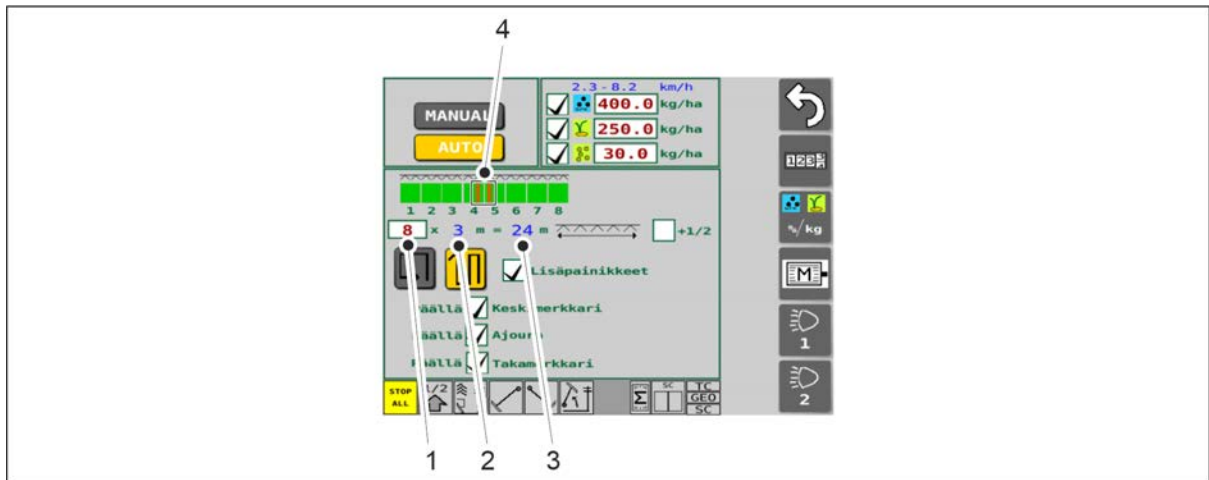 4
2.3-8.2 km/h
400.0 kg/ha
250.0 kg/ha
30.0 kg/ha
MANUAL
AUTO
1 2 3 4 5 6 7 8
8 x 3 m = 24 m +1/2
Lisäpainikkeet
Keskimerkkari
Ajoura
Takamerkkari
STOP
ALL
1/2
Σ
SC
TC
GEO
SC
%/kg
M
1
2
1 2 3